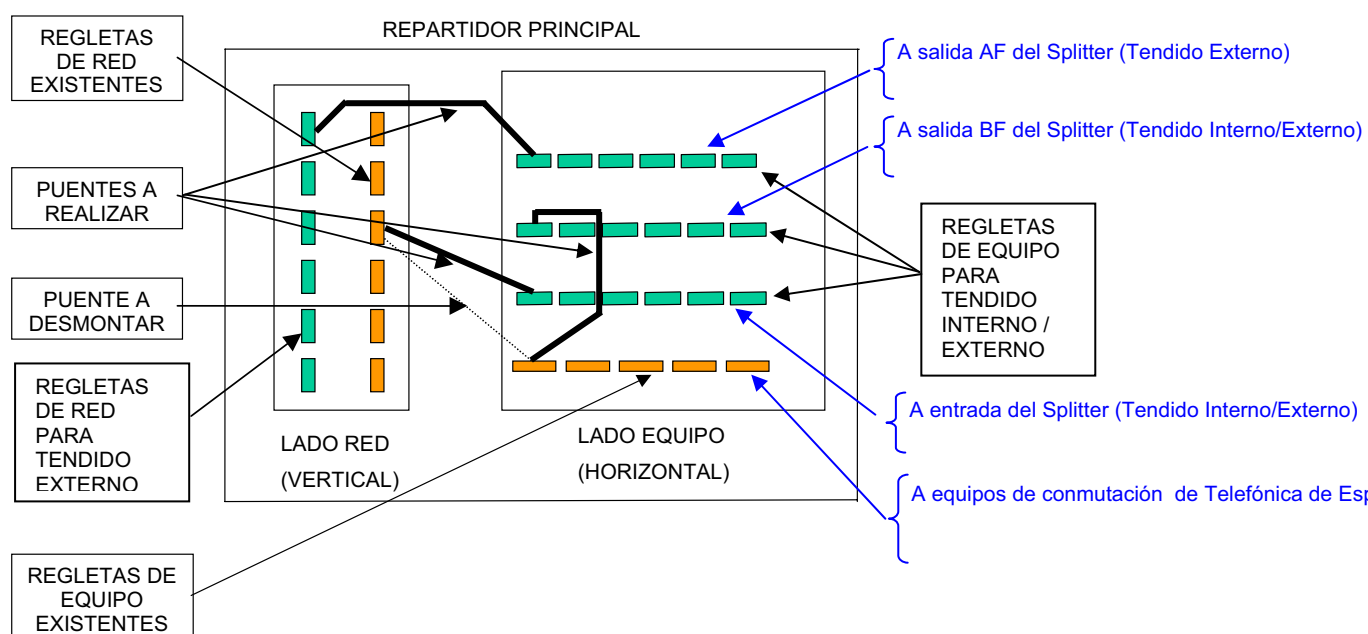 REPARTIDOR PRINCIPAL
REGLETAS
DE RED
EXISTENTES
PUENTES A
REALIZAR
PUENTE A
DESMONTAR
REGLETAS
DE RED
PARA
TENDIDO
EXTERNO
REGLETAS DE
EQUIPO
EXISTENTES
LADO RED
(VERTICAL)
LADO EQUIPO
(HORIZONTAL)
A salida AF del Splitter (Tendido Externo)
A salida BF del Splitter (Tendido Interno/Externo)
REGLETAS
DE EQUIPO
PARA
TENDIDO
INTERNO /
EXTERNO
A entrada del Splitter (Tendido Interno/Externo)
A equipos de conmutación de Telefónica de Esp